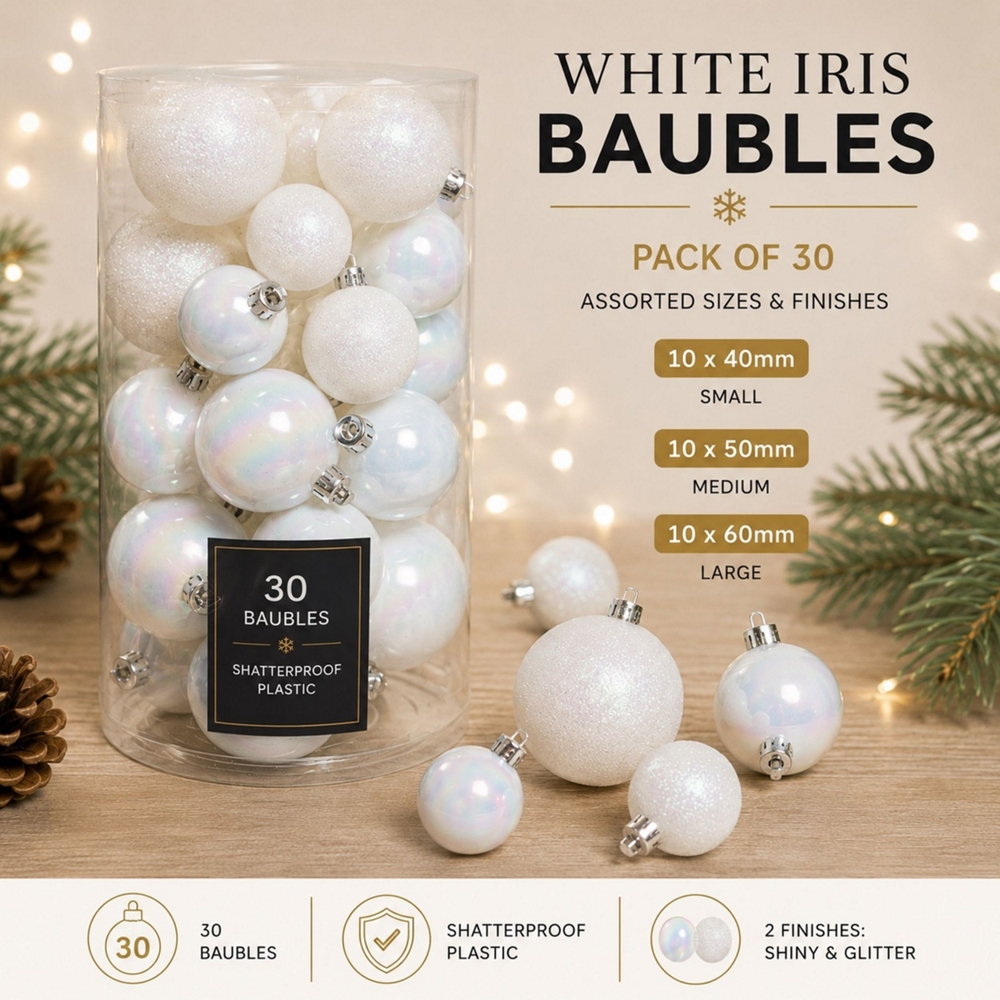 WHITE IRIS
BAUBLES
PACK OF 30
ASSORTED SIZES & FINISHES
10 x 40mm
SMALL
10 x 50mm
MEDIUM
10 x 60mm
LARGE
30
BAUBLES
SHATTERPROOF
PLASTIC
30
30
BAUBLES
SHATTERPROOF
PLASTIC
2 FINISHES:
SHINY & GLITTER